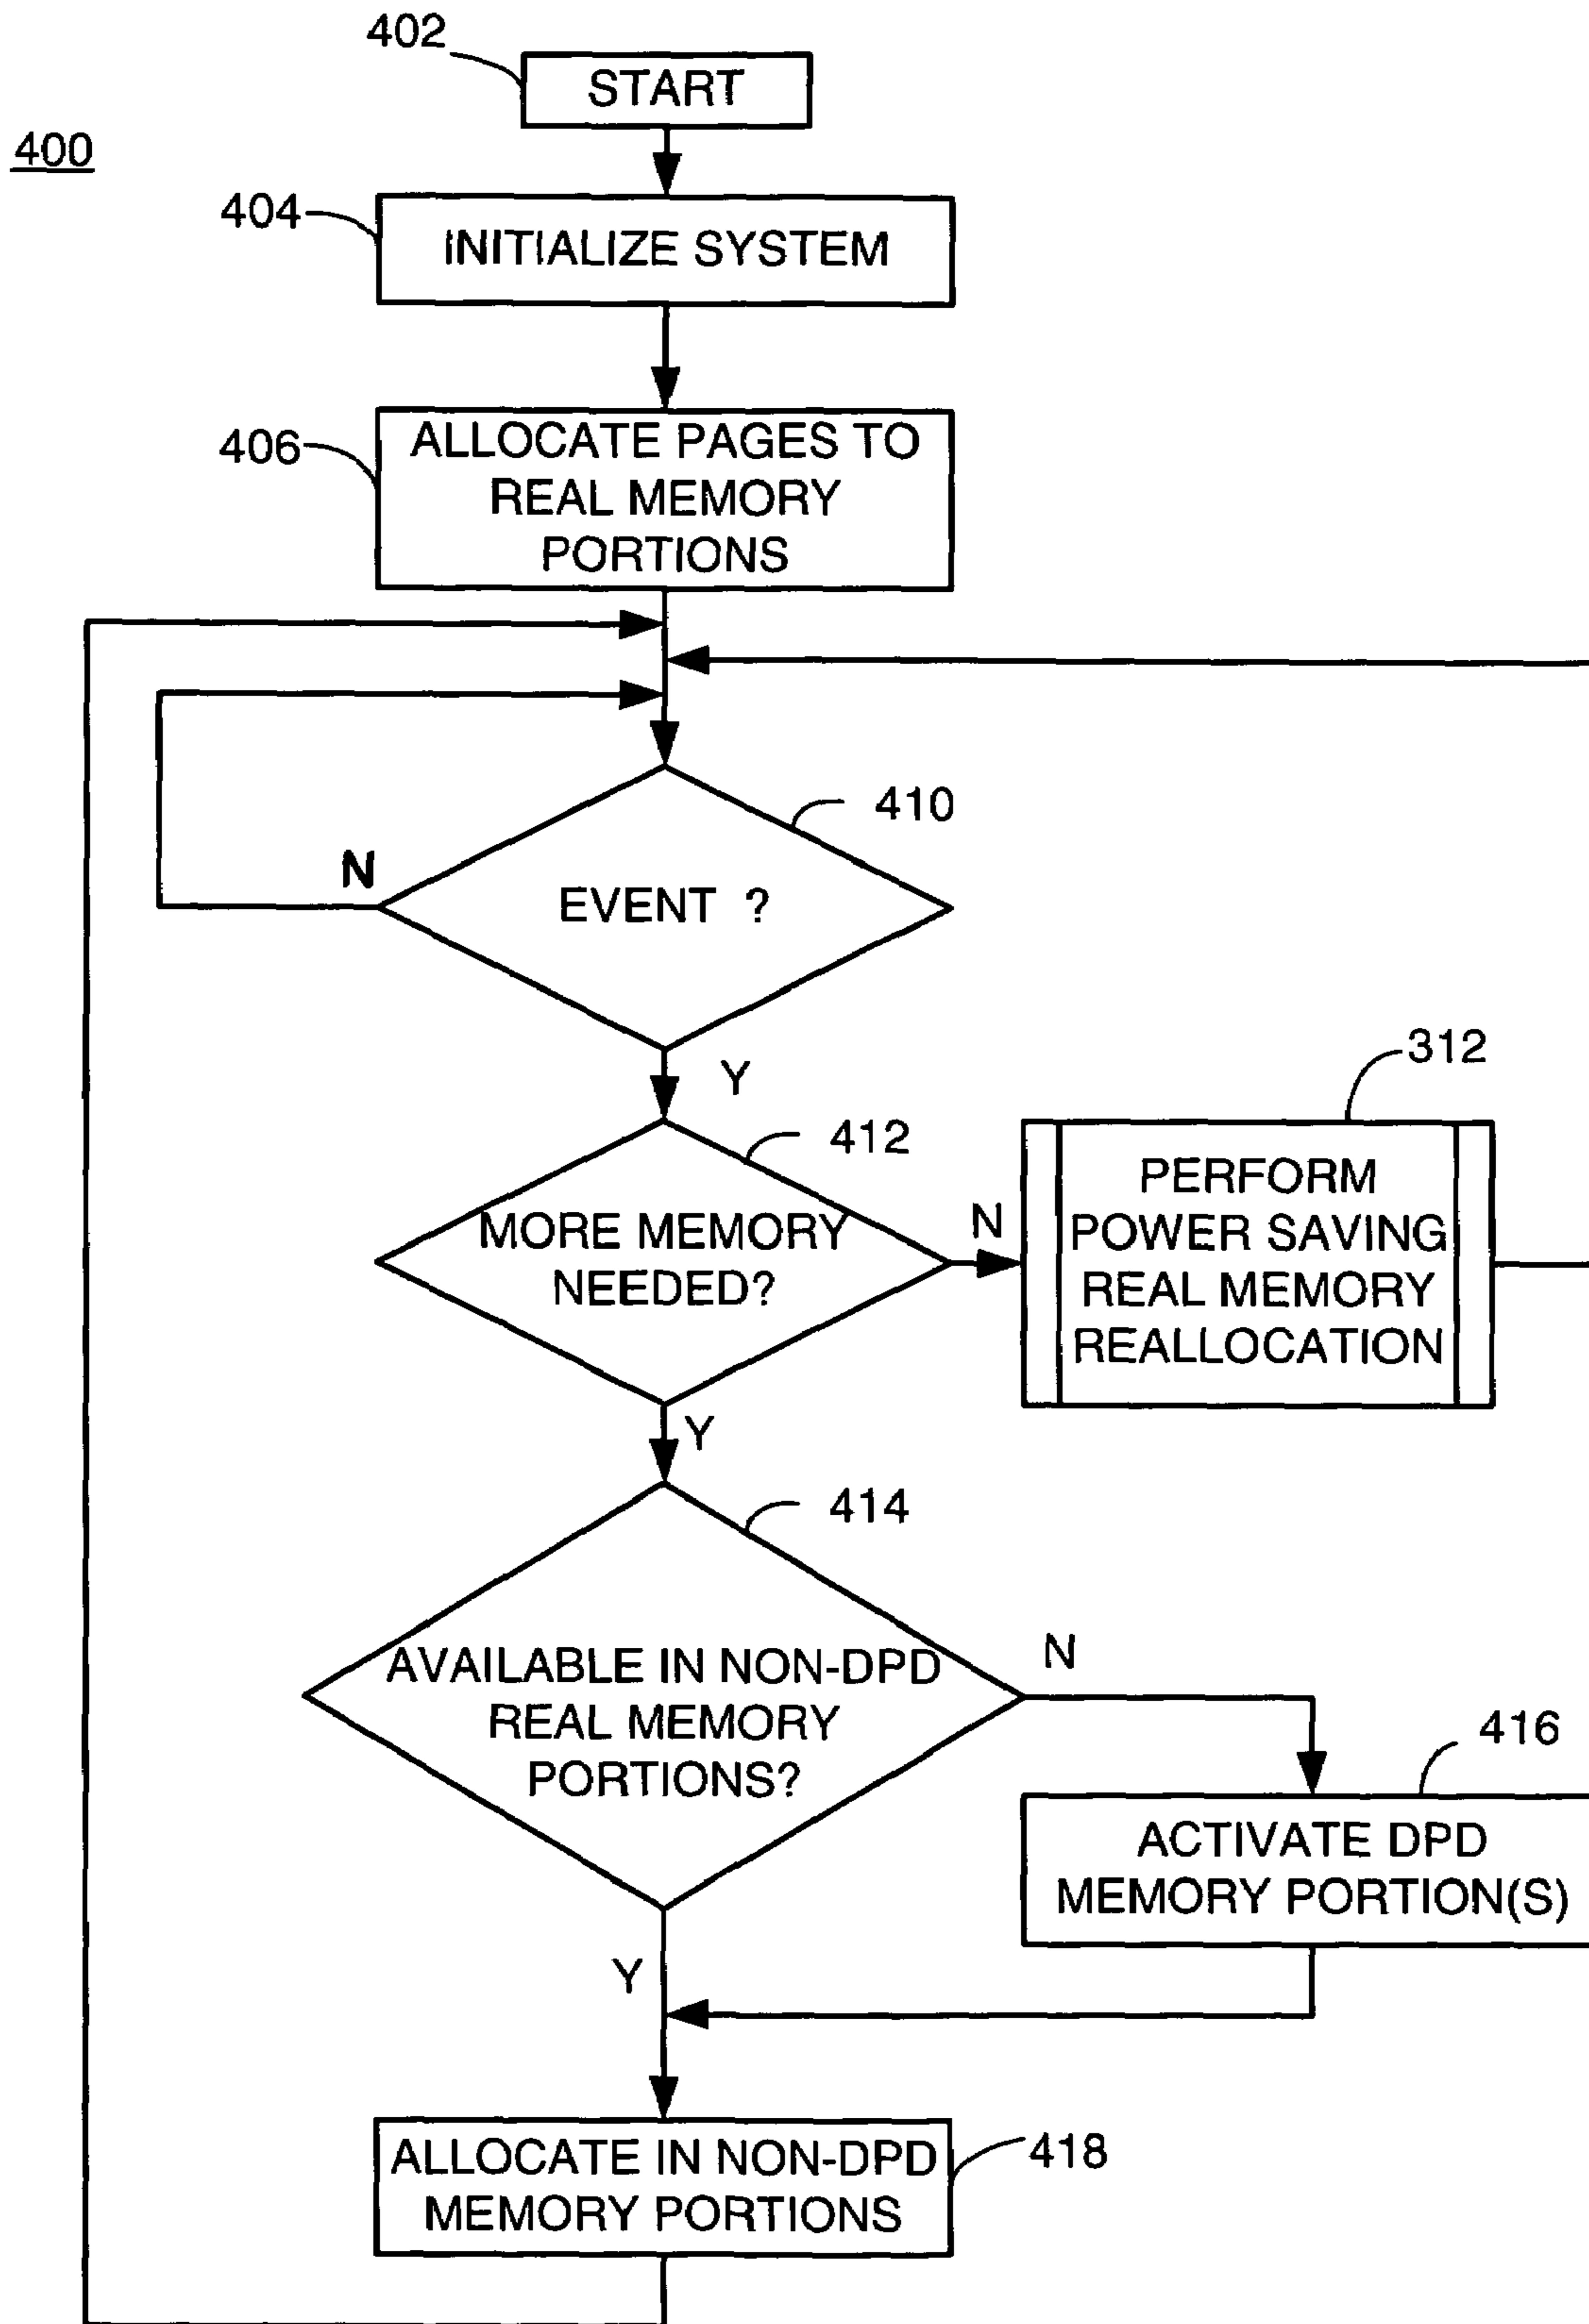 402
START
400
404
INITIALIZE SYSTEM
406
ALLOCATE PAGES TO
REAL MEMORY
PORTIONS
410
N
EVENT ?
Y
312
412
MORE MEMORY
NEEDED?
N
PERFORM
POWER SAVING
REAL MEMORY
REALLOCATION
Y
414
AVAILABLE IN NON-DPD
REAL MEMORY
PORTIONS?
N
416
ACTIVATE DPD
MEMORY PORTION(S)
Y
ALLOCATE IN NON-DPD
MEMORY PORTIONS
418